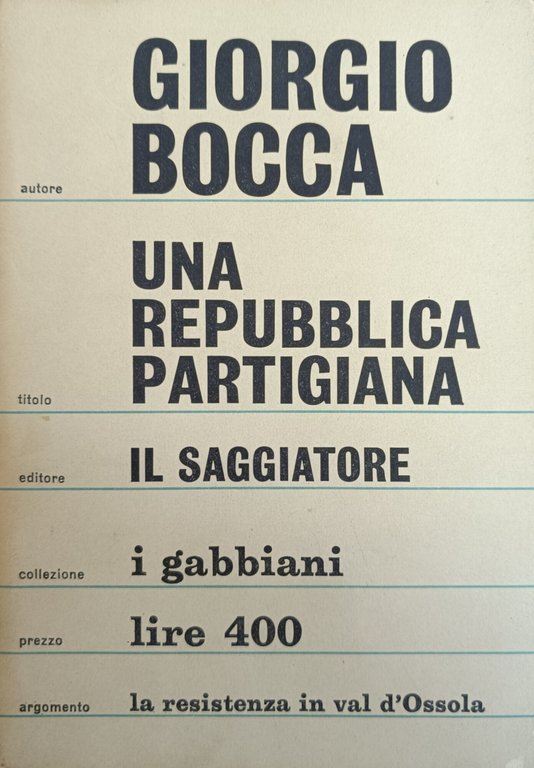 GIORGIO
autore BOCCA
UNA
REPUBBLICA
titolo PARTIGIANA
editore IL SAGGIATORE
collezione i gabbiani
prezzo lire 400
argomento la resistenza in val d'Ossola